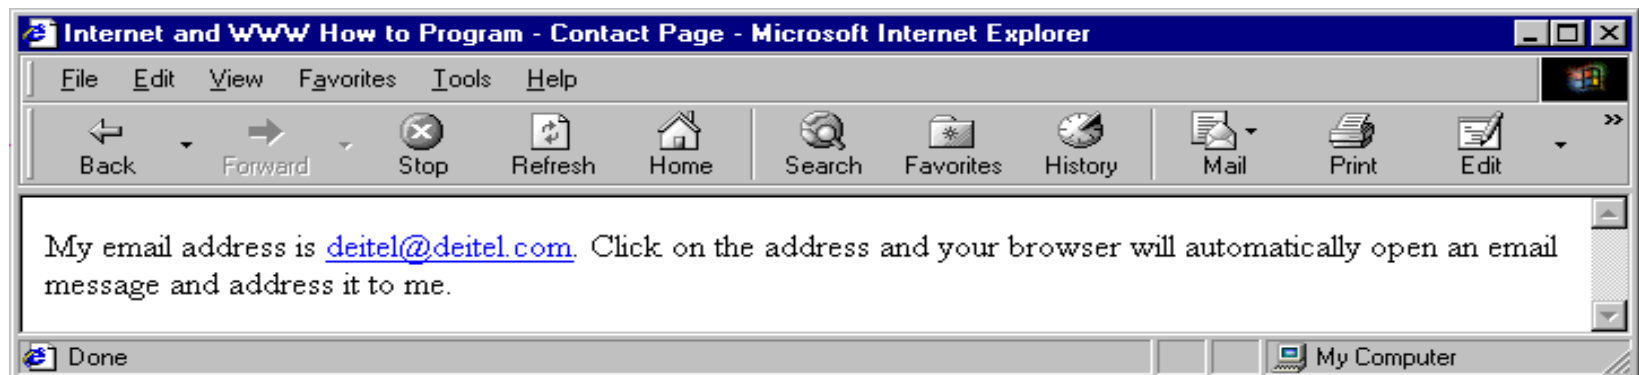 Internet and WWW How to Program - Contact Page - Microsoft Internet Explorer
File Edit View Favorites Tools Help
Back Forward Stop Refresh Home Search Favorites History Mail Print Edit »
My email address is deitel@deitel.com. Click on the address and your browser will automatically open an email
message and address it to me.
Done My Computer